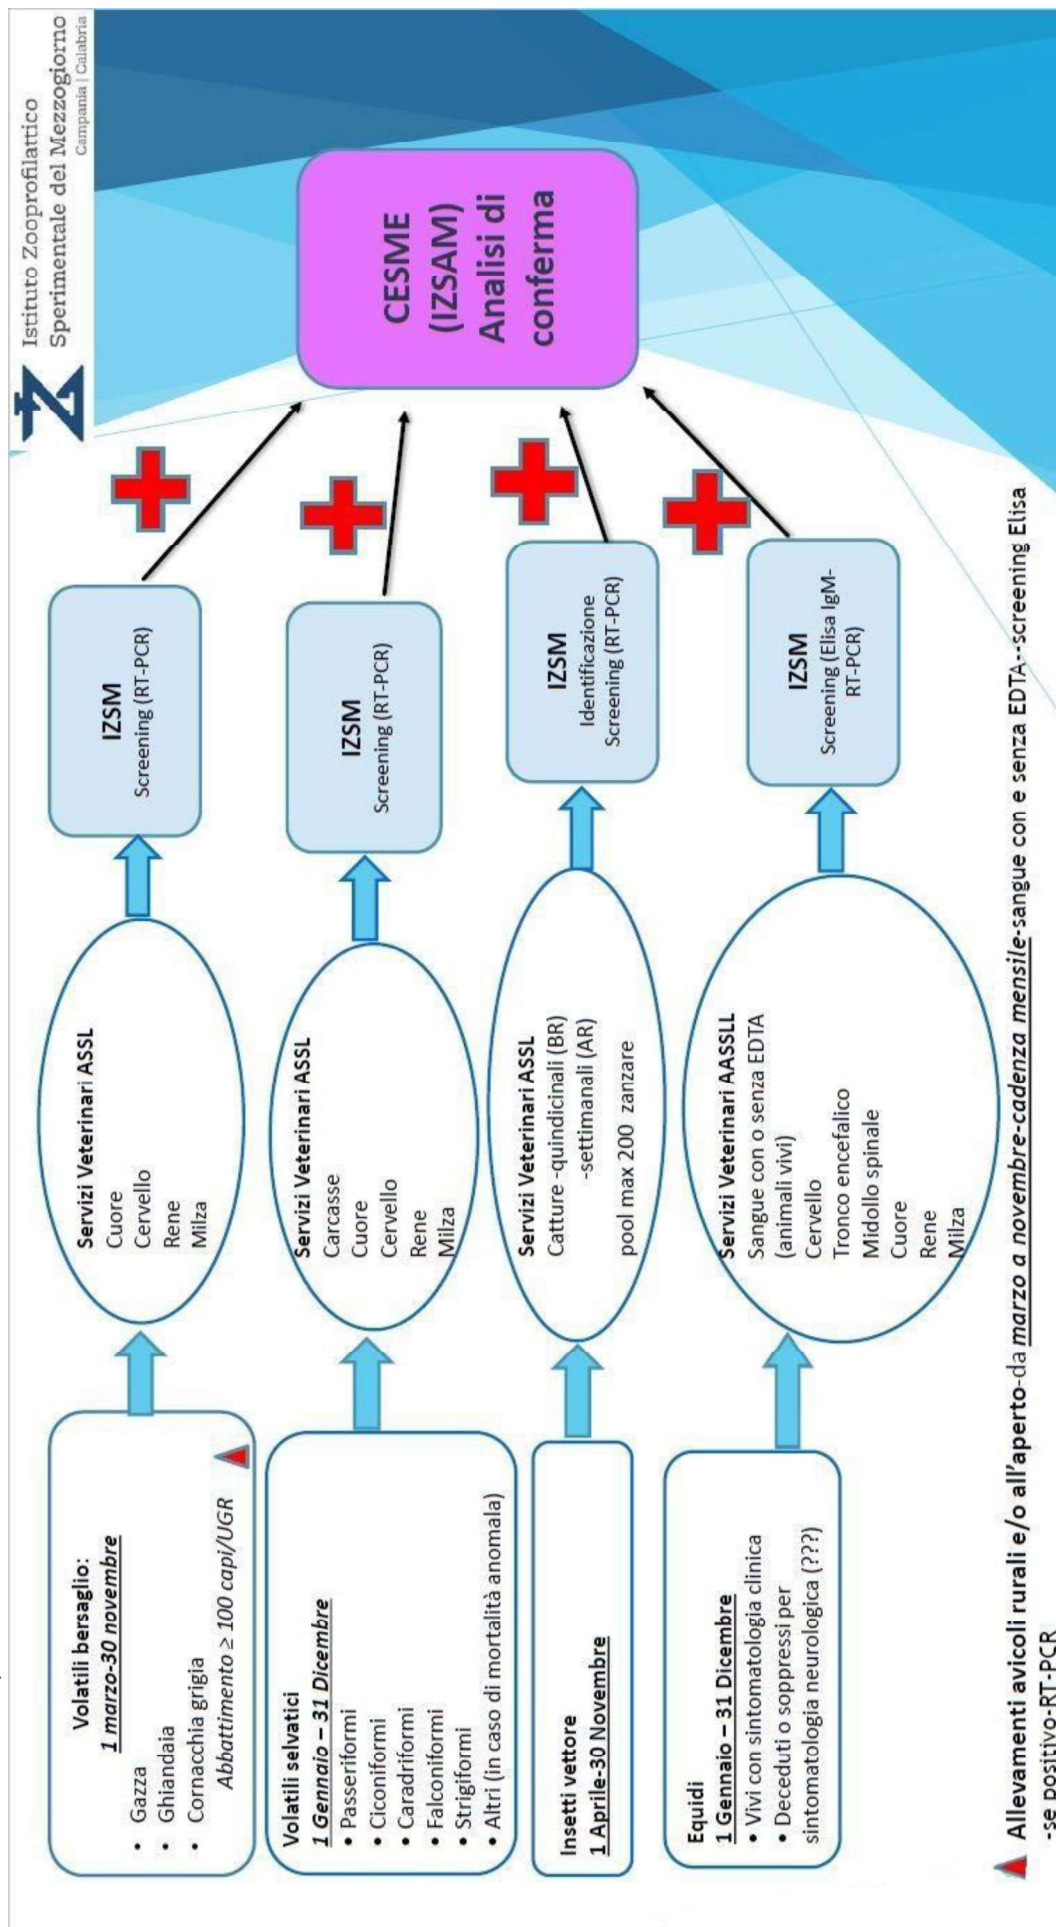 Istituto Zooprofilattico
Sperimentale del Mezzogiorno
Campania | Calabria
Volatili bersaglio:
1 marzo-30 novembre
• Gazza
• Ghiandaia
• Cornacchia grigia
Abbattimento ≥ 100 capi/UGR
Servizi Veterinari ASSL
Cuore
Cervello
Rene
Milza
IZSM
Screening (RT-PCR)
Volatili selvatici
1 Gennaio – 31 Dicembre
• Passeriformi
• Ciconiformi
• Caradriformi
• Falconiformi
• Strigiformi
• Altri (in caso di mortalità anomala)
Servizi Veterinari ASSL
Carcasse
Cuore
Cervello
Rene
Milza
IZSM
Screening (RT-PCR)
Insetti vettore
1 Aprile-30 Novembre
Servizi Veterinari ASSL
Catture -quindicinali (BR)
-settimanali (AR)
pool max 200 zanzare
IZSM
Identificazione
Screening (RT-PCR)
Equidi
1 Gennaio – 31 Dicembre
• Vivi con sintomatologia clinica
• Deceduti o soppressi per
sintomatologia neurologica (???)
Servizi Veterinari AASSLL
Sangue con o senza EDTA
(animali vivi)
Cervello
Tronco encefalico
Midollo spinale
Cuore
Rene
Milza
IZSM
Screening (Elisa IgM-
RT-PCR)
CESME
(IZSAM)
Analisi di
conferma
Allevamenti avicoli rurali e/o all'aperto-da marzo a novembre-cadenza mensile-sangue con e senza EDTA--screening Elisa
-se positivo-RT-PCR